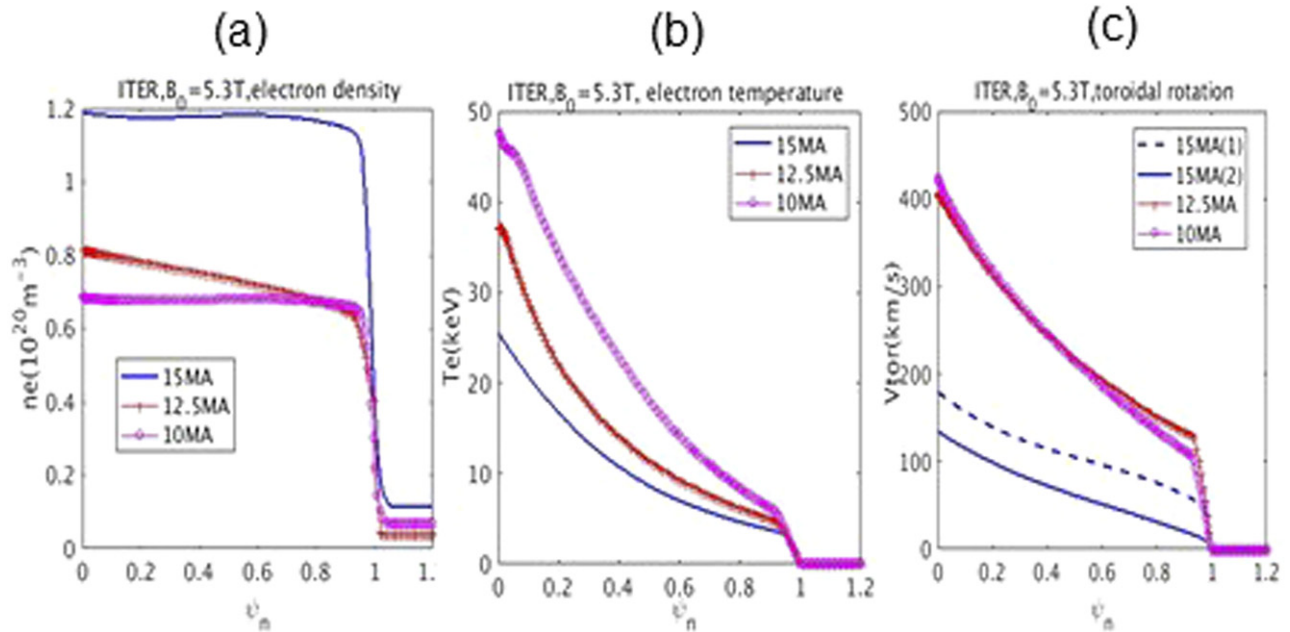 (a)
ITER,B0=5.3T,electron density
1.2
1
0.8
0.6
0.4
0.2
0
ne(10^20 m^-3)
15MA
12.5MA
10MA
0 0.2 0.4 0.6 0.8 1 1.
ψn
(b)
ITER,B0=5.3T, electron temperature
50
40
30
20
10
0
Te(keV)
15MA
12.5MA
10MA
0 0.2 0.4 0.6 0.8 1 1.2
ψn
(c)
ITER,B0=5.3T,toroidal rotation
500
400
300
200
100
0
Vtor(km/s)
15MA(1)
15MA(2)
12.5MA
10MA
0 0.2 0.4 0.6 0.8 1 1.2
ψn